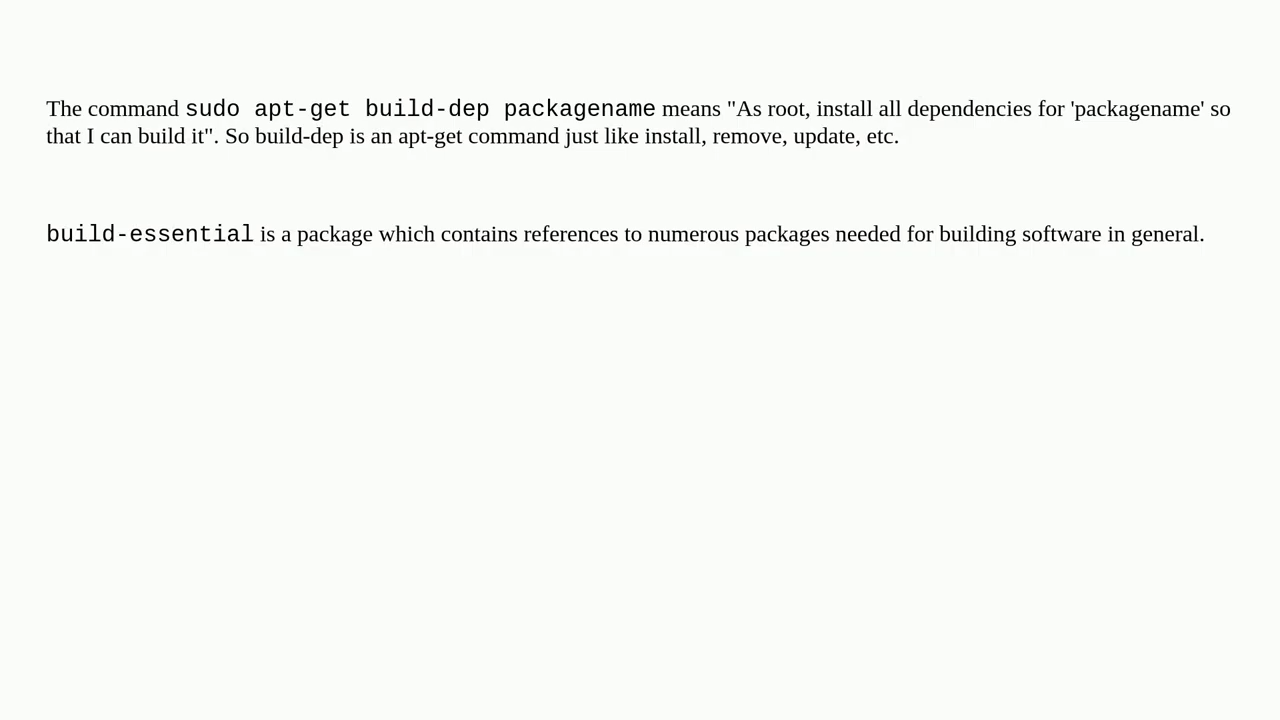 The command sudo apt-get build-dep packagename means "As root, install all dependencies for 'packagename' so
that I can build it". So build-dep is an apt-get command just like install, remove, update, etc.
build-essential is a package which contains references to numerous packages needed for building software in general.